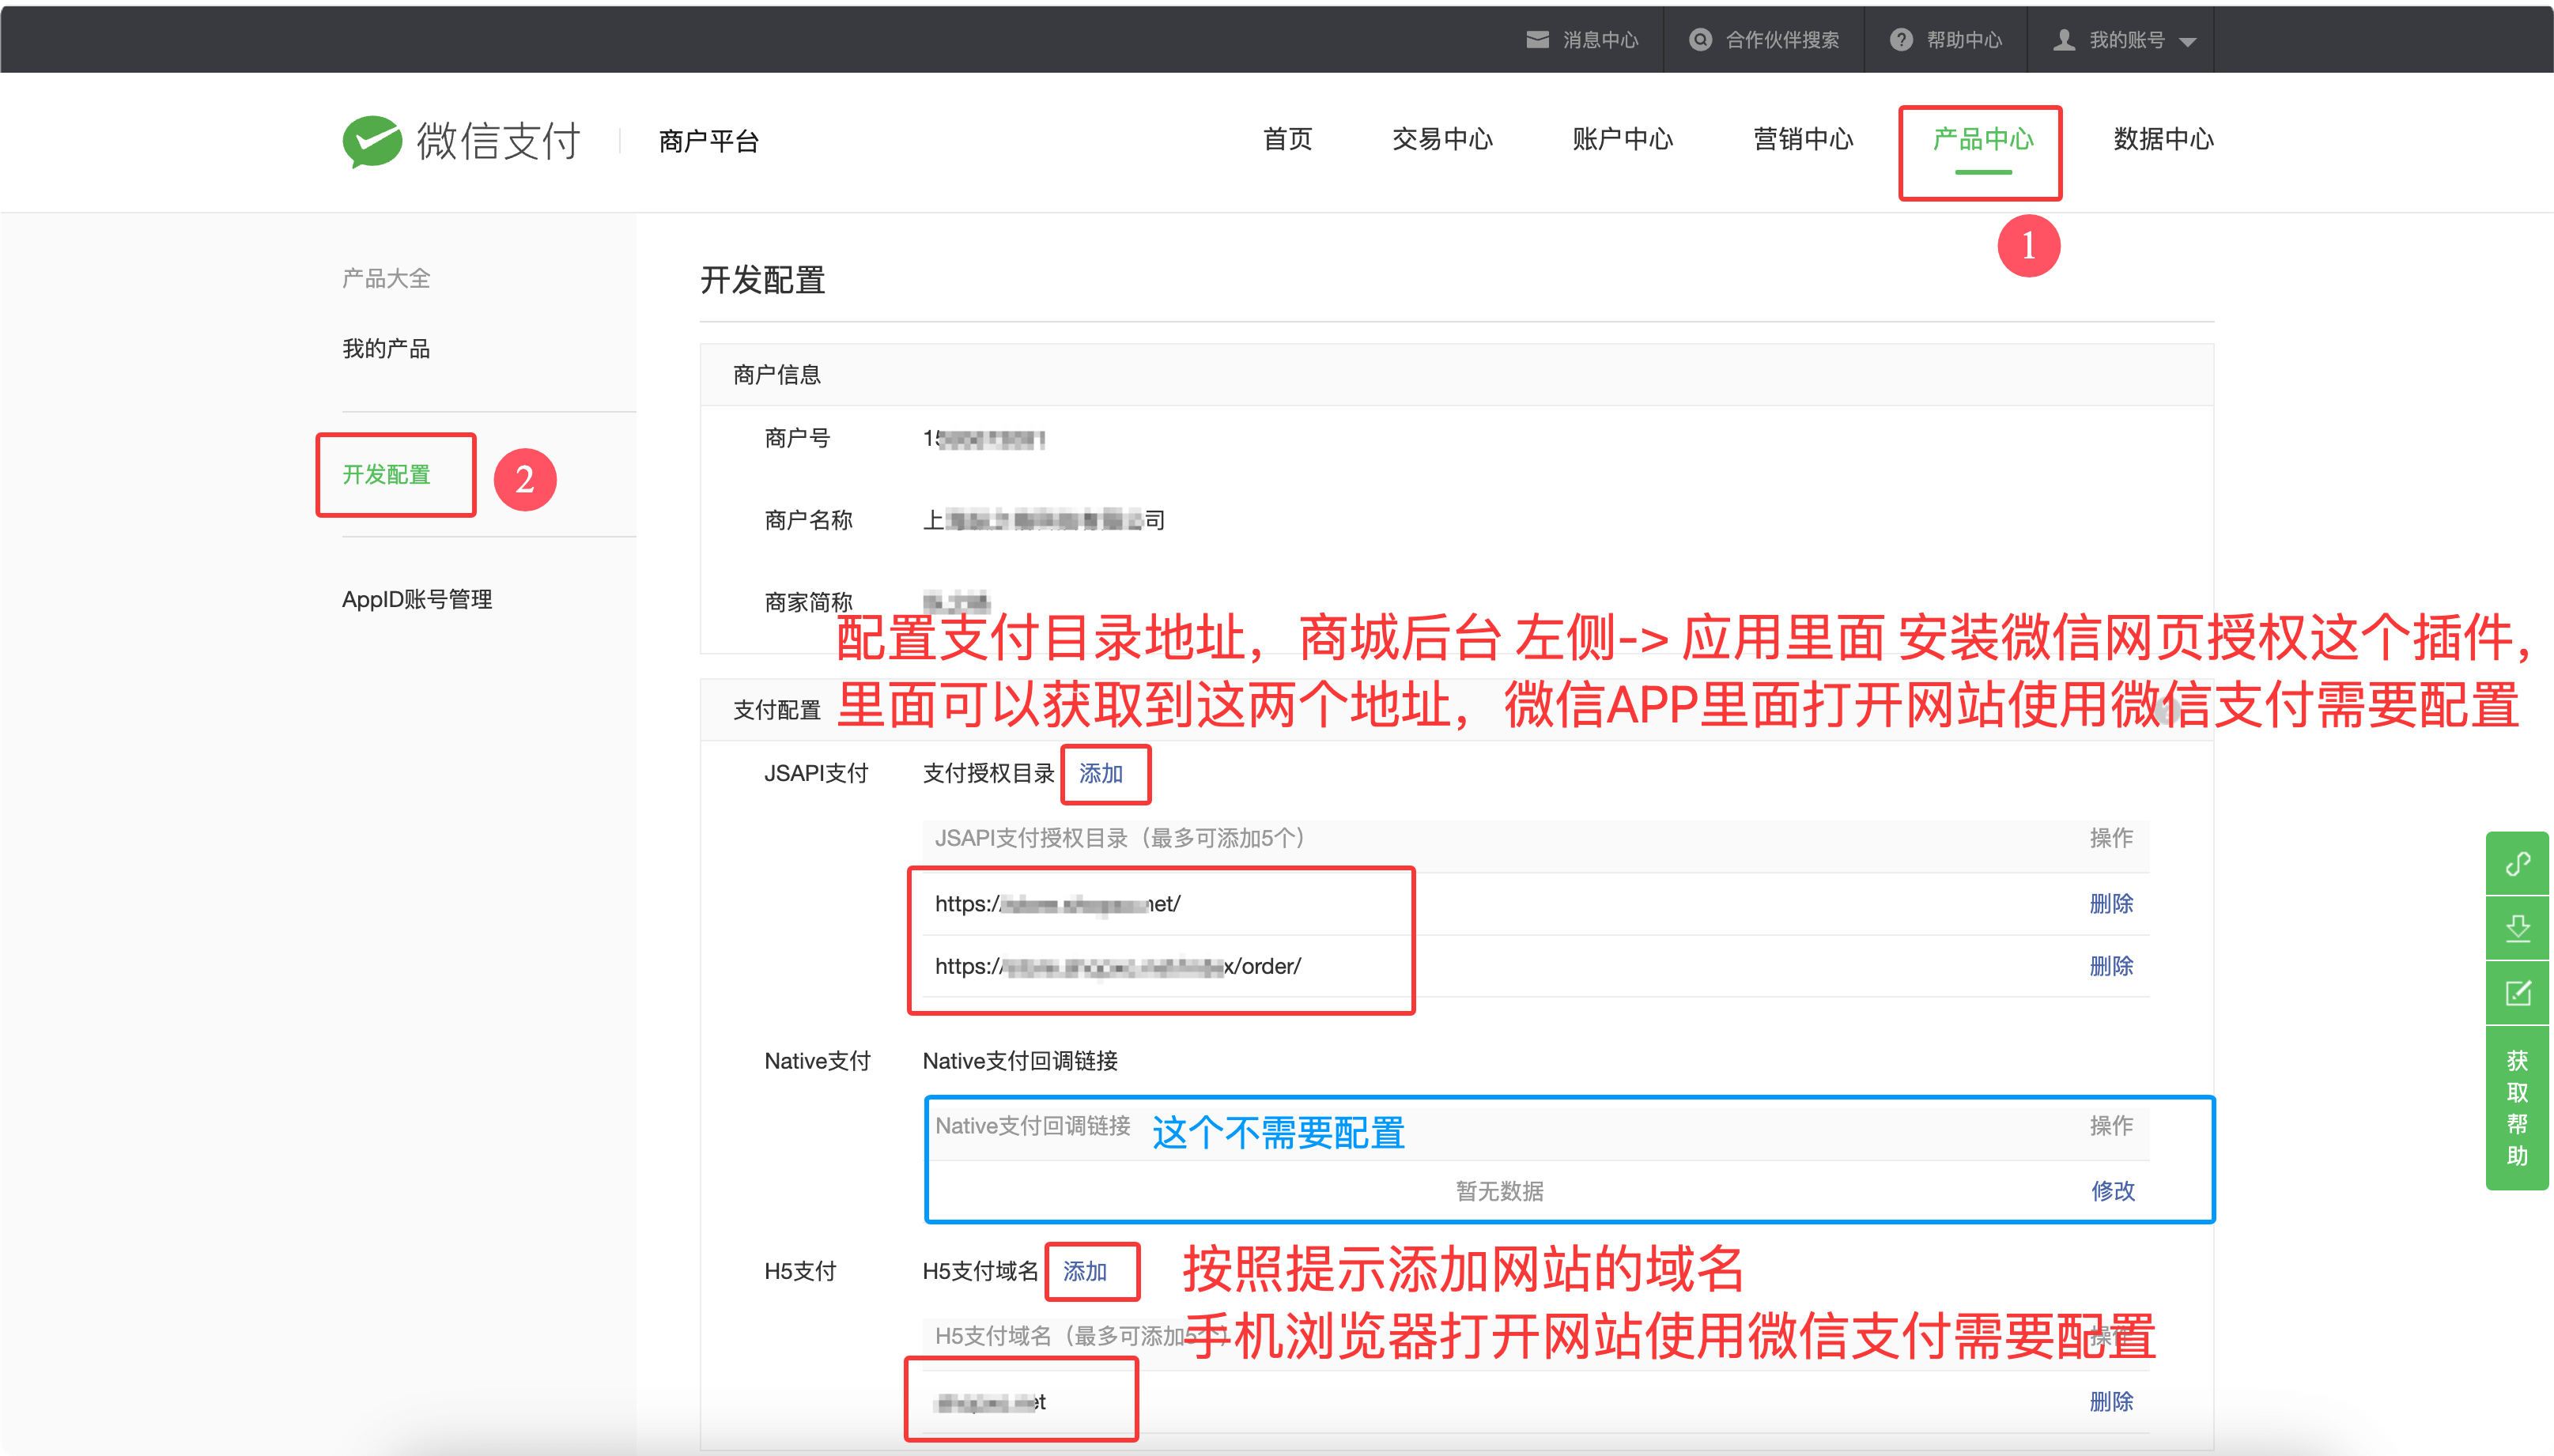 消息中心 合作伙伴搜索 帮助中心 我的账号
微信支付 商户平台 首页 交易中心 账户中心 营销中心 产品中心 数据中心
1
产品大全
我的产品
开发配置
2
AppID账号管理
开发配置
商户信息
商户号 15
商户名称 上 司
商家简称
配置支付目录地址，商城后台 左侧-> 应用里面 安装微信网页授权这个插件，
里面可以获取到这两个地址，微信APP里面打开网站使用微信支付需要配置
支付配置
JSAPI支付 支付授权目录 添加
JSAPI支付授权目录（最多可添加5个） 操作
https:/ net/ 删除
https:/ x/order/ 删除
Native支付 Native支付回调链接
Native支付回调链接 这个不需要配置 操作
暂无数据 修改
H5支付 H5支付域名 添加
按照提示添加网站的域名
H5支付域名（最多可添加5个） 操作
手机浏览器打开网站使用微信支付需要配置
et 删除
获取帮助